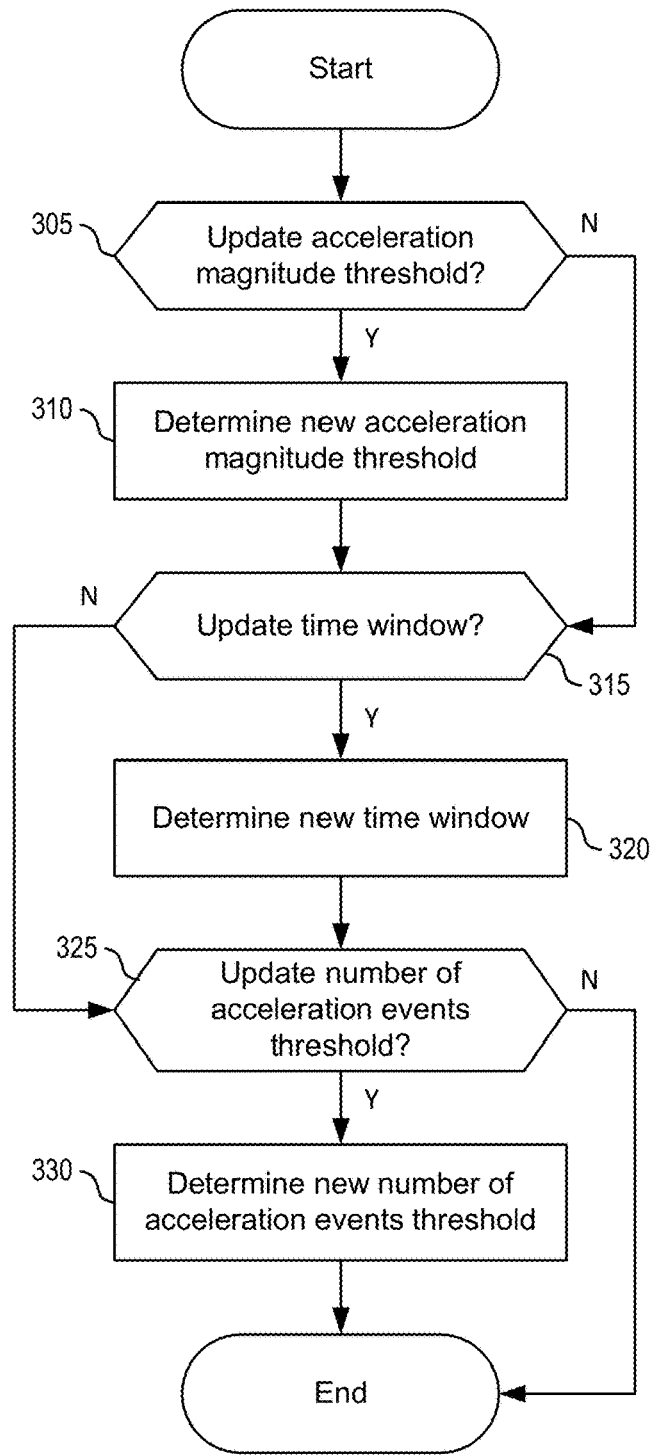 Start
305
Update acceleration
magnitude threshold?
N
Y
310
Determine new acceleration
magnitude threshold
N
Update time window?
315
Y
Determine new time window
320
325
Update number of
acceleration events
threshold?
N
Y
330
Determine new number of
acceleration events threshold
End